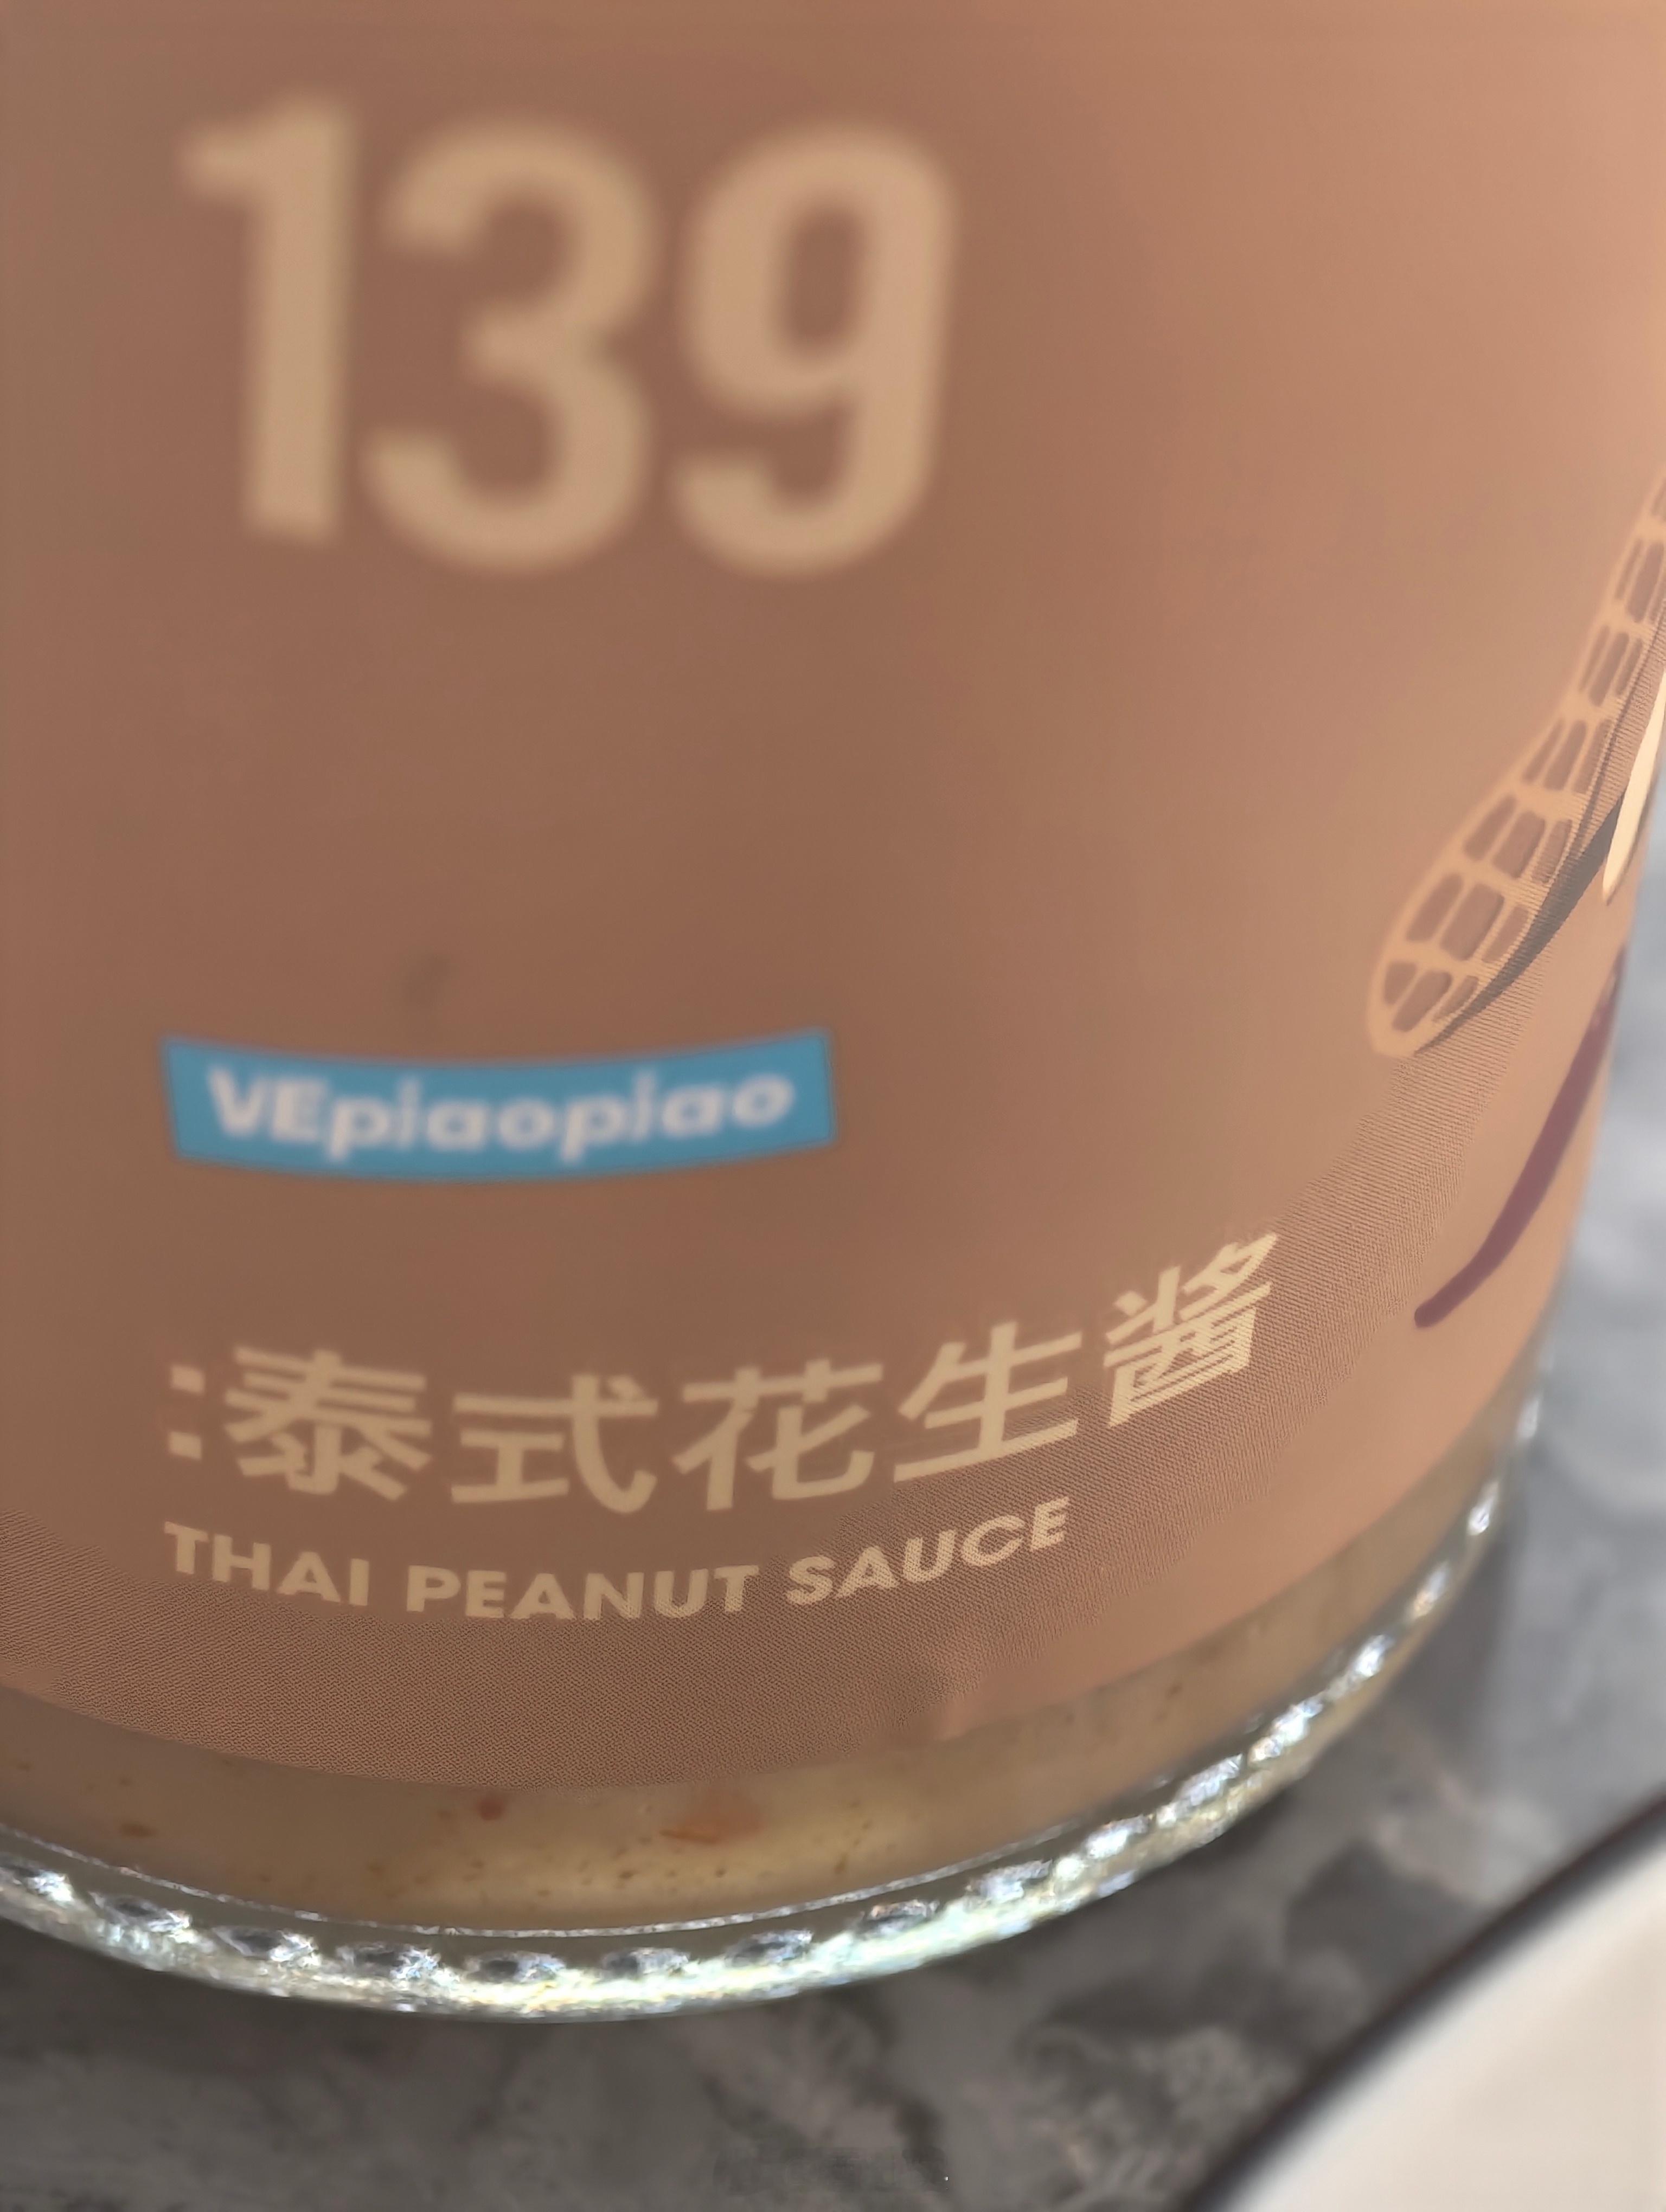 139
VEpiaopiao
:泰式花生酱
THAI PEANUT SAUCE